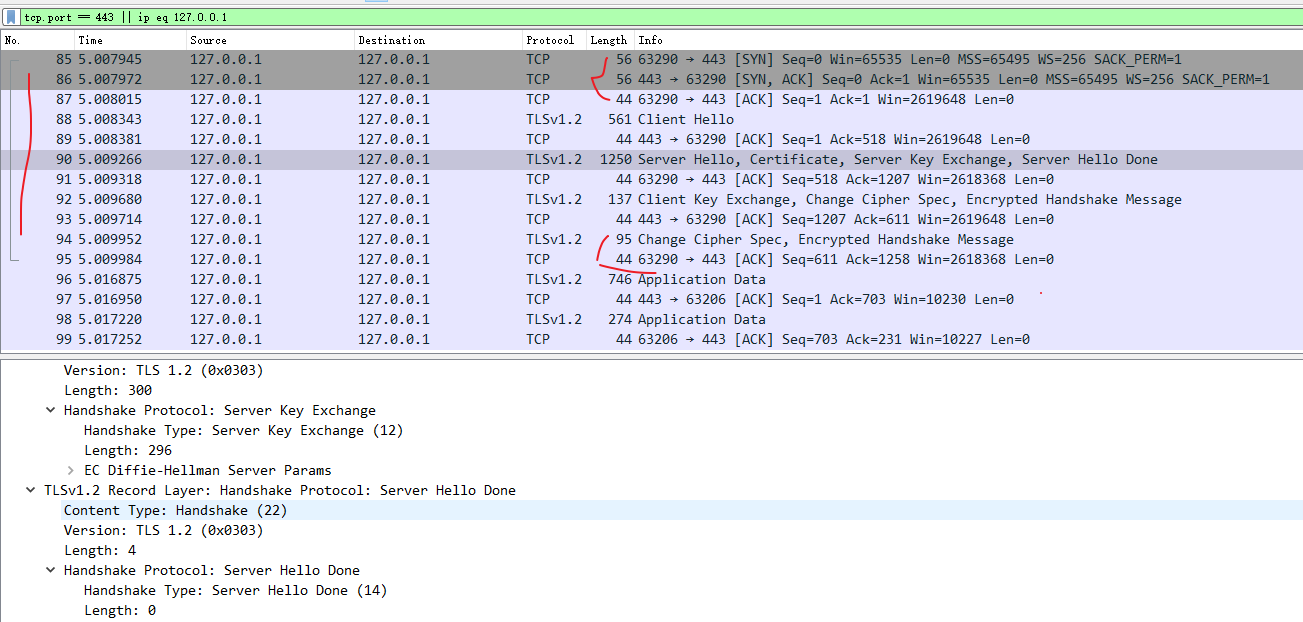 tcp.port == 443 || ip eq 127.0.0.1
No. Time Source Destination Protocol Length Info
85 5.007945 127.0.0.1 127.0.0.1 TCP 56 63290 → 443 [SYN] Seq=0 Win=65535 Len=0 MSS=65495 WS=256 SACK_PERM=1
86 5.007972 127.0.0.1 127.0.0.1 TCP 56 443 → 63290 [SYN, ACK] Seq=0 Ack=1 Win=65535 Len=0 MSS=65495 WS=256 SACK_PERM=1
87 5.008015 127.0.0.1 127.0.0.1 TCP 44 63290 → 443 [ACK] Seq=1 Ack=1 Win=2619648 Len=0
88 5.008343 127.0.0.1 127.0.0.1 TLSv1.2 561 Client Hello
89 5.008381 127.0.0.1 127.0.0.1 TCP 44 443 → 63290 [ACK] Seq=1 Ack=518 Win=2619648 Len=0
90 5.009266 127.0.0.1 127.0.0.1 TLSv1.2 1250 Server Hello, Certificate, Server Key Exchange, Server Hello Done
91 5.009318 127.0.0.1 127.0.0.1 TCP 44 63290 → 443 [ACK] Seq=518 Ack=1207 Win=2618368 Len=0
92 5.009680 127.0.0.1 127.0.0.1 TLSv1.2 137 Client Key Exchange, Change Cipher Spec, Encrypted Handshake Message
93 5.009714 127.0.0.1 127.0.0.1 TCP 44 443 → 63290 [ACK] Seq=1207 Ack=611 Win=2619648 Len=0
94 5.009952 127.0.0.1 127.0.0.1 TLSv1.2 95 Change Cipher Spec, Encrypted Handshake Message
95 5.009984 127.0.0.1 127.0.0.1 TCP 44 63290 → 443 [ACK] Seq=611 Ack=1258 Win=2618368 Len=0
96 5.016875 127.0.0.1 127.0.0.1 TLSv1.2 746 Application Data
97 5.016950 127.0.0.1 127.0.0.1 TCP 44 443 → 63206 [ACK] Seq=1 Ack=703 Win=10230 Len=0
98 5.017220 127.0.0.1 127.0.0.1 TLSv1.2 274 Application Data
99 5.017252 127.0.0.1 127.0.0.1 TCP 44 63206 → 443 [ACK] Seq=703 Ack=231 Win=10227 Len=0
Version: TLS 1.2 (0x0303)
Length: 300
Handshake Protocol: Server Key Exchange
Handshake Type: Server Key Exchange (12)
Length: 296
EC Diffie-Hellman Server Params
TLSv1.2 Record Layer: Handshake Protocol: Server Hello Done
Content Type: Handshake (22)
Version: TLS 1.2 (0x0303)
Length: 4
Handshake Protocol: Server Hello Done
Handshake Type: Server Hello Done (14)
Length: 0